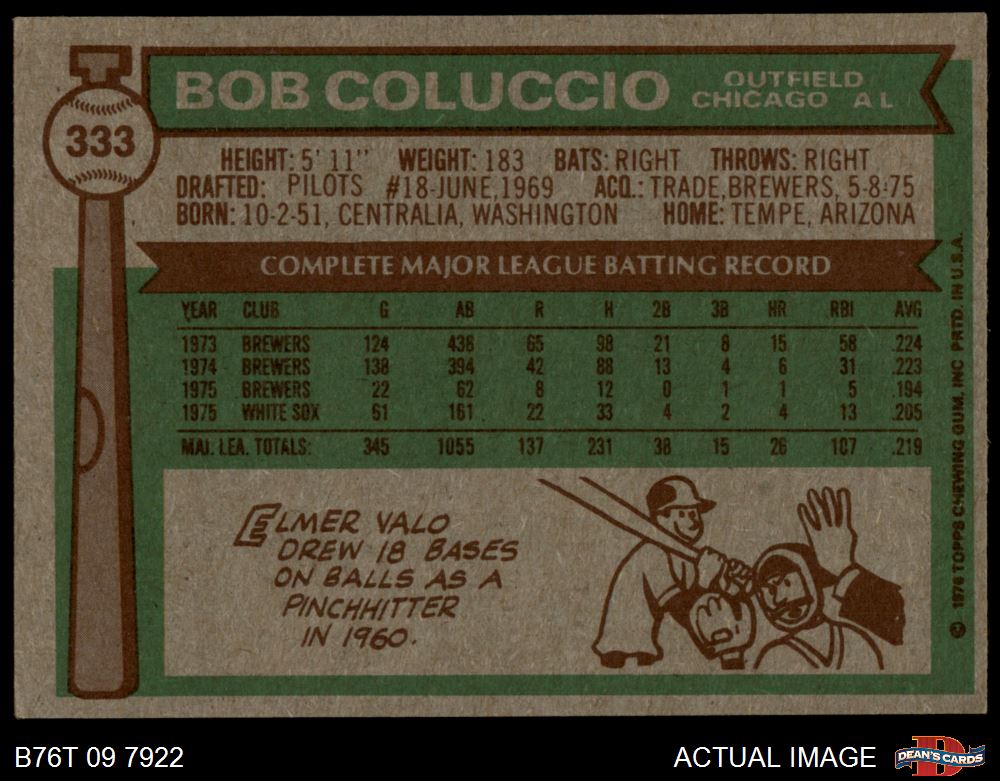 333
BOB COLUCCIO
OUTFIELD
CHICAGO A L
HEIGHT: 5' 11" WEIGHT: 183 BATS: RIGHT THROWS: RIGHT
DRAFTED: PILOTS #18-JUNE,1969 ACQ.: TRADE,BREWERS, 5-8-75
BORN: 10-2-51, CENTRALIA, WASHINGTON HOME: TEMPE, ARIZONA
COMPLETE MAJOR LEAGUE BATTING RECORD
YEAR CLUB G AB R H 2B 3B HR RBI AVG
1973 BREWERS 124 438 65 98 21 8 15 58 .224
1974 BREWERS 138 394 42 88 13 4 6 31 .223
1975 BREWERS 22 62 8 12 0 1 1 5 .194
1975 WHITE SOX 61 161 22 33 4 2 4 13 .205
MAJ. LEA. TOTALS: 345 1055 137 231 38 15 26 107 .219
ELMER VALO
DREW 18 BASES
ON BALLS AS A
PINCHHITTER
IN 1960.
© 1976 TOPPS CHEWING GUM, INC PRTD. IN U.S.A.
B76T 09 7922
ACTUAL IMAGE
D
DEAN'S CARDS